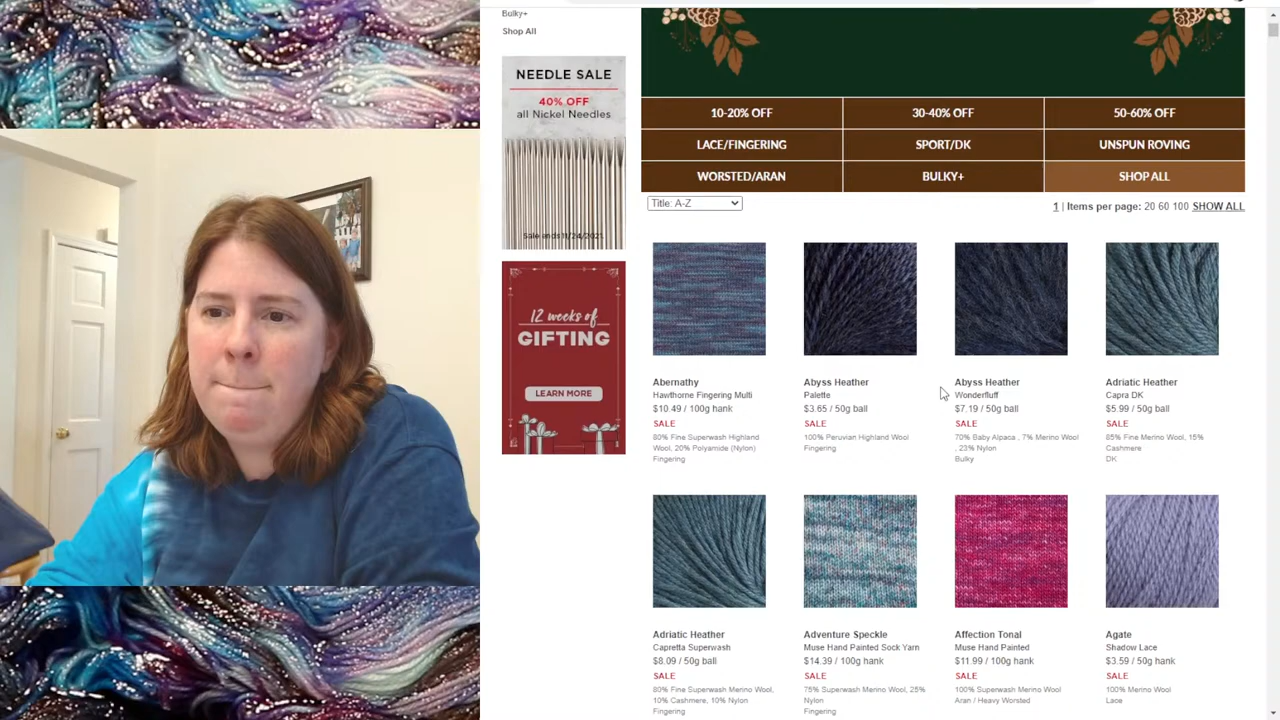 Bulky+
Shop All
NEEDLE SALE
40% OFF
all Nickel Needles
Sale ends 11/24/2021
12 weeks of
GIFTING
LEARN MORE
10-20% OFF
30-40% OFF
50-60% OFF
LACE/FINGERING
SPORT/DK
UNSPUN ROVING
WORSTED/ARAN
BULKY+
SHOP ALL
Title: A-Z
1 | Items per page: 20 60 100 SHOW ALL
Abernathy
Hawthorne Fingering Multi
$10.49 / 100g hank
SALE
80% Fine Superwash Highland
Wool, 20% Polyamide (Nylon)
Fingering
Abyss Heather
Palette
$3.65 / 50g ball
SALE
100% Peruvian Highland Wool
Fingering
Abyss Heather
Wonderfluff
$7.19 / 50g ball
SALE
70% Baby Alpaca , 7% Merino Wool
, 23% Nylon
Bulky
Adriatic Heather
Capra DK
$5.99 / 50g ball
SALE
85% Fine Merino Wool, 15%
Cashmere
DK
Adriatic Heather
Capretta Superwash
$8.09 / 50g ball
SALE
80% Fine Superwash Merino Wool,
10% Cashmere, 10% Nylon
Fingering
Adventure Speckle
Muse Hand Painted Sock Yarn
$14.39 / 100g hank
SALE
75% Superwash Merino Wool, 25%
Nylon
Fingering
Affection Tonal
Muse Hand Painted
$11.99 / 100g hank
SALE
100% Superwash Merino Wool
Aran / Heavy Worsted
Agate
Shadow Lace
$3.59 / 50g hank
SALE
100% Merino Wool
Lace